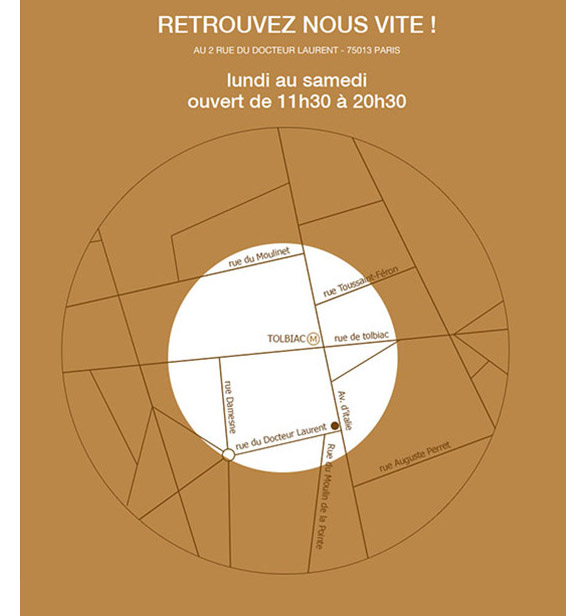 RETROUVEZ NOUS VITE !
AU 2 RUE DU DOCTEUR LAURENT - 75013 PARIS
lundi au samedi
ouvert de 11h30 à 20h30
rue du Moulinet
rue Toussaint-Féron
TOLBIAC M
rue de tolbiac
rue Damesne
Av. d'italie
rue du Docteur Laurent
rue Auguste Perret
Rue du Moulin de la Pointe